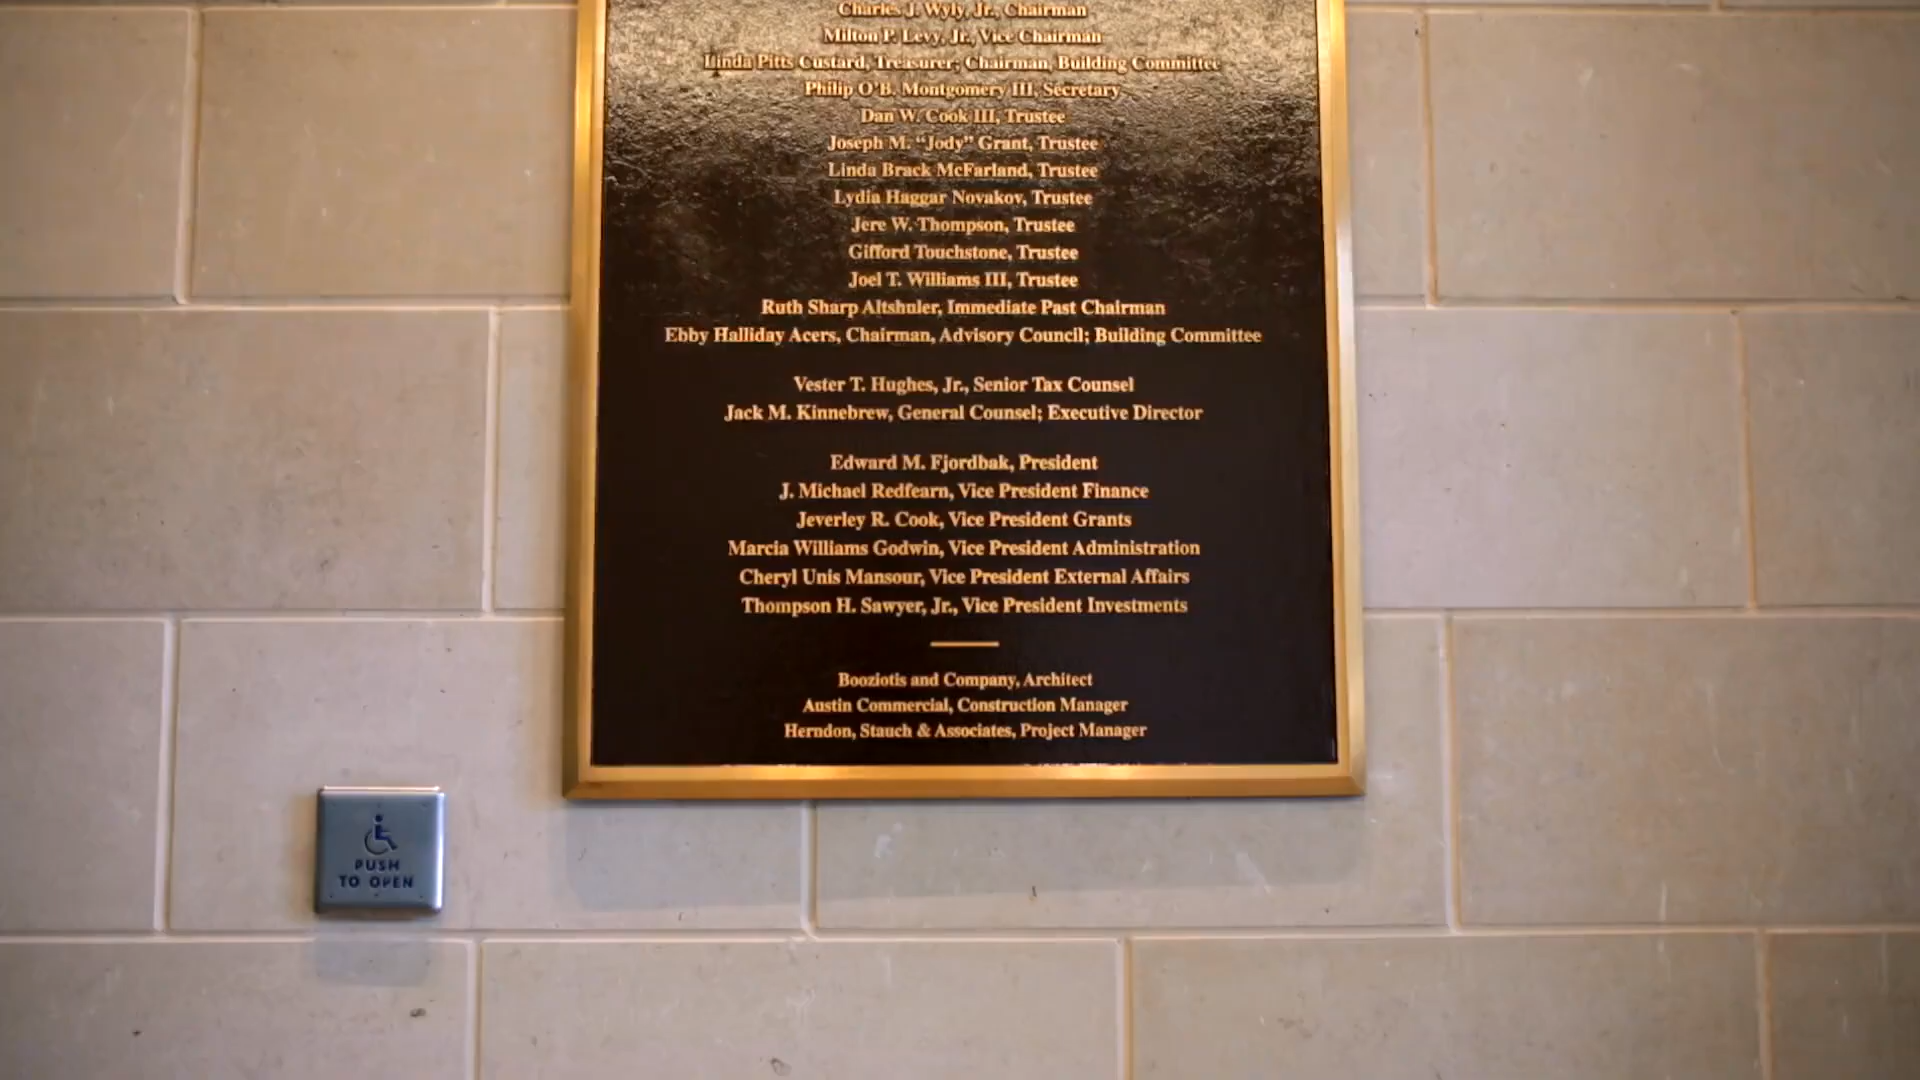 Charles J. Wyly, Jr., Chairman
Milton P. Levy, Jr., Vice Chairman
Linda Pitts Custard, Treasurer; Chairman, Building Committee
Philip O'B. Montgomery III, Secretary
Dan W. Cook III, Trustee
Joseph M. “Jody” Grant, Trustee
Linda Brack McFarland, Trustee
Lydia Haggar Novakov, Trustee
Jere W. Thompson, Trustee
Gifford Touchstone, Trustee
Joel T. Williams III, Trustee
Ruth Sharp Altshuler, Immediate Past Chairman
Ebby Halliday Acers, Chairman, Advisory Council; Building Committee
Vester T. Hughes, Jr., Senior Tax Counsel
Jack M. Kinnebrew, General Counsel; Executive Director
Edward M. Fjordbak, President
J. Michael Redfearn, Vice President Finance
Jeverley R. Cook, Vice President Grants
Marcia Williams Godwin, Vice President Administration
Cheryl Unis Mansour, Vice President External Affairs
Thompson H. Sawyer, Jr., Vice President Investments
Booziotis and Company, Architect
Austin Commercial, Construction Manager
Herndon, Stauch & Associates, Project Manager
PUSH
TO OPEN